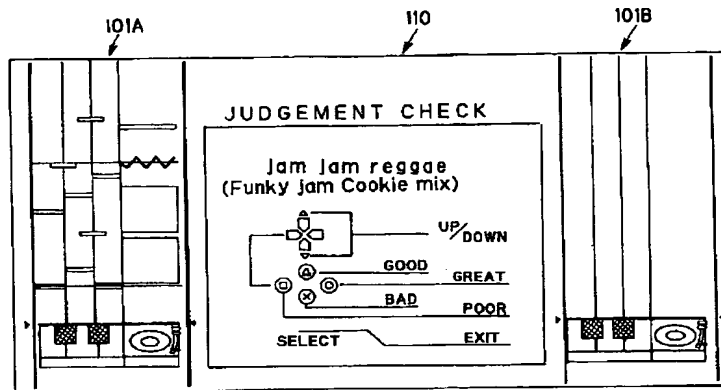 101A
110
101B
JUDGEMENT CHECK
Jam Jam reggae
(Funky jam Cookie mix)
UP/DOWN
GOOD
GREAT
BAD
POOR
SELECT
EXIT